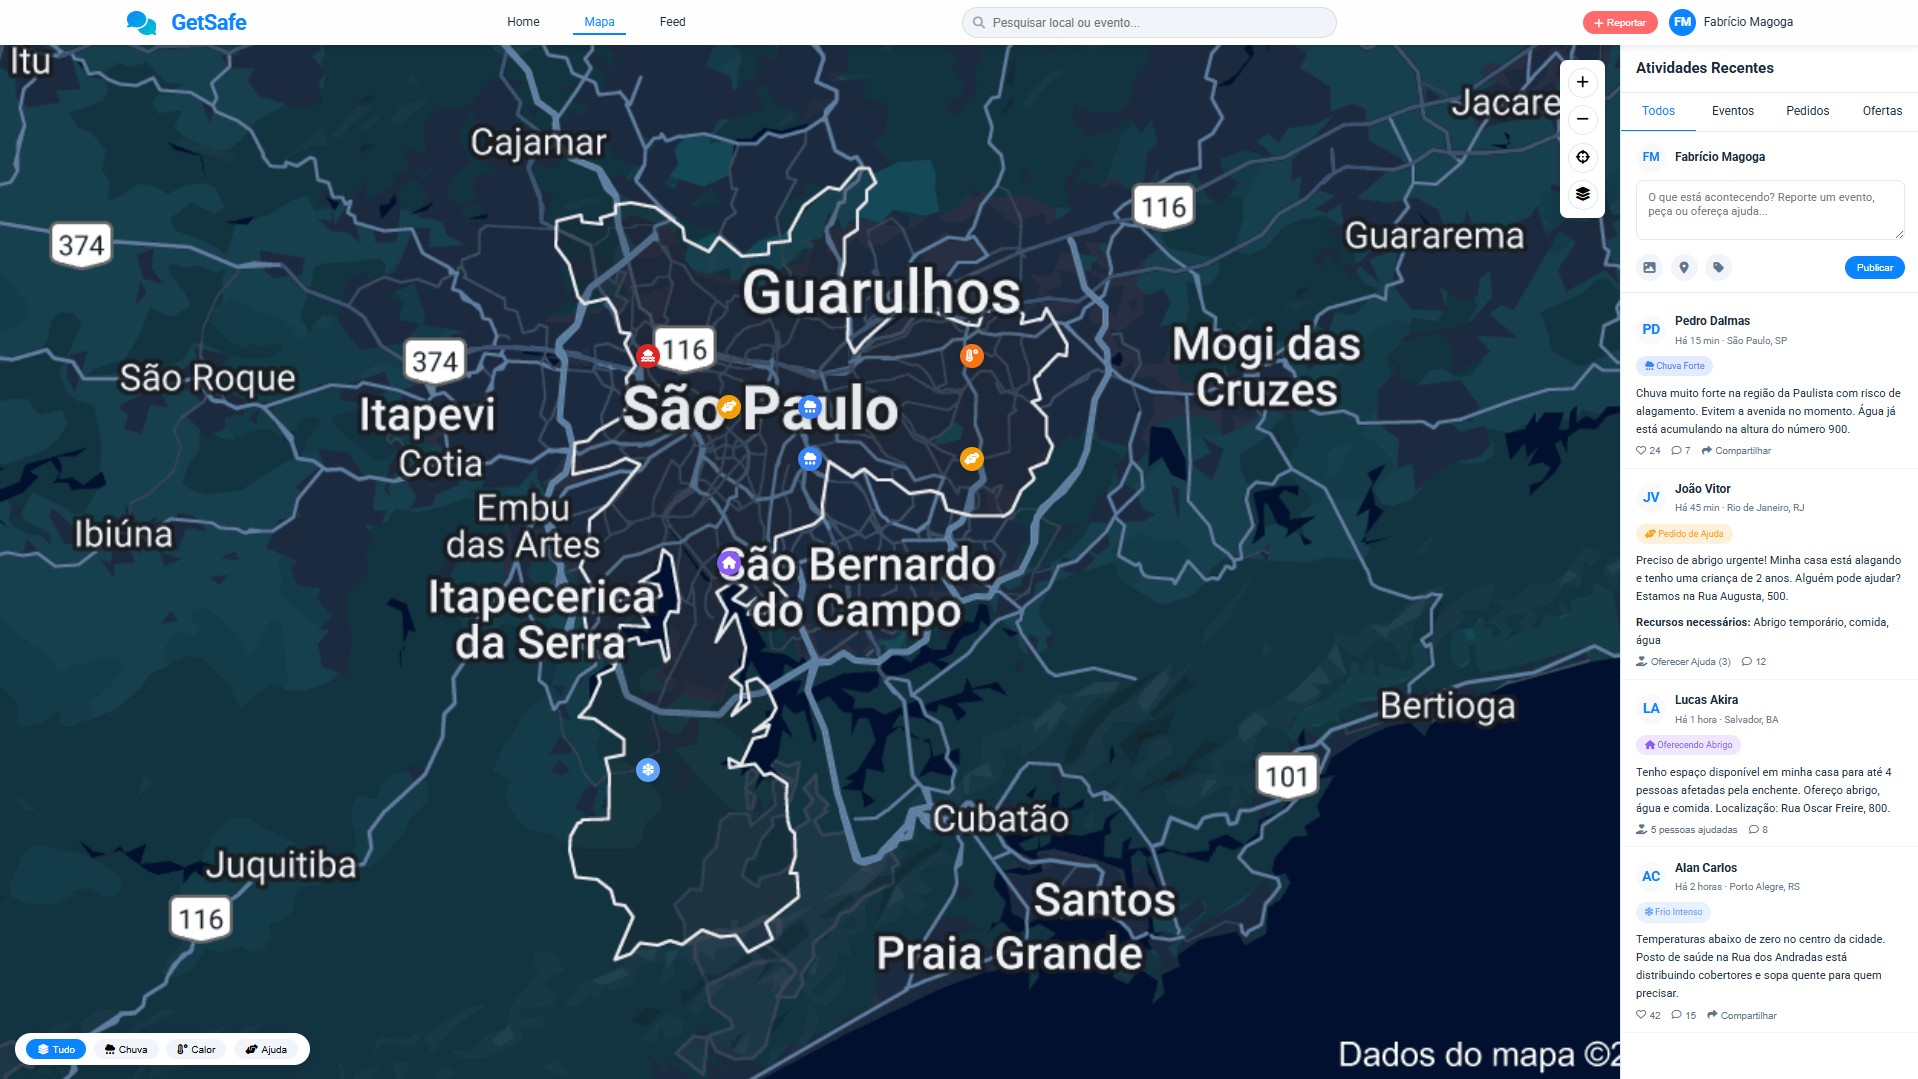 GetSafe
Home
Mapa
Feed
Pesquisar local ou evento...
+ Reportar
FM
Fabrício Magoga
Itu
Cajamar
Jacare
116
374
Guararema
Guarulhos
116
374
São Roque
Mogi das
Cruzes
Itapevi
São Paulo
Cotia
Embu
das Artes
Ibiúna
São Bernardo
do Campo
Itapecerica
da Serra
Bertioga
101
Cubatão
Juquitiba
116
Santos
Praia Grande
Dados do mapa ©2
Tudo
Chuva
Calor
Ajuda
Atividades Recentes
Todos
Eventos
Pedidos
Ofertas
FM
Fabrício Magoga
O que está acontecendo? Reporte um evento,
peça ou ofereça ajuda...
Publicar
PD
Pedro Dalmas
Há 15 min · São Paulo, SP
Chuva Forte
Chuva muito forte na região da Paulista com risco de
alagamento. Evitem a avenida no momento. Água já
está acumulando na altura do número 900.
24
7
Compartilhar
JV
João Vitor
Há 45 min · Rio de Janeiro, RJ
Pedido de Ajuda
Preciso de abrigo urgente! Minha casa está alagando
e tenho uma criança de 2 anos. Alguém pode ajudar?
Estamos na Rua Augusta, 500.
Recursos necessários: Abrigo temporário, comida,
água
Oferecer Ajuda (3)
12
LA
Lucas Akira
Há 1 hora · Salvador, BA
Oferecendo Abrigo
Tenho espaço disponível em minha casa para até 4
pessoas afetadas pela enchente. Ofereço abrigo,
água e comida. Localização: Rua Oscar Freire, 800.
5 pessoas ajudadas
8
AC
Alan Carlos
Há 2 horas · Porto Alegre, RS
Frio Intenso
Temperaturas abaixo de zero no centro da cidade.
Posto de saúde na Rua dos Andradas está
distribuindo cobertores e sopa quente para quem
precisar.
42
15
Compartilhar